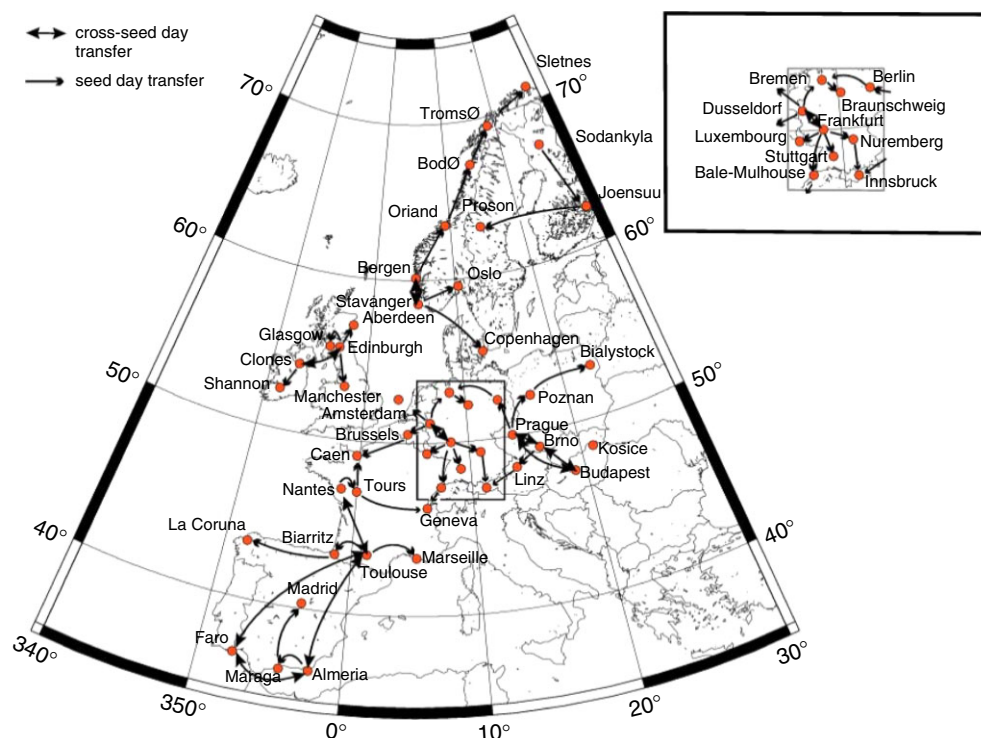 cross-seed day
transfer
seed day transfer
Sletnes
70°
70°
TromsØ
Sodankyla
BodØ
Joensuu
Oriand
Proson
60°
60°
Bergen
Oslo
Stavanger
Aberdeen
Glasgow
Edinburgh
Copenhagen
Clones
Bialystock
Shannon
50°
50°
Manchester
Poznan
Amsterdam
Prague
Brussels
Brno
Kosice
Caen
Budapest
Linz
Nantes
Tours
Geneva
La Coruna
40°
40°
Biarritz
Marseille
Toulouse
Madrid
Faro
Maraga
Almeria
340°
30°
350°
20°
0°
10°
Bremen
Berlin
Dusseldorf
Braunschweig
Frankfurt
Luxembourg
Nuremberg
Stuttgart
Bale-Mulhouse
Innsbruck